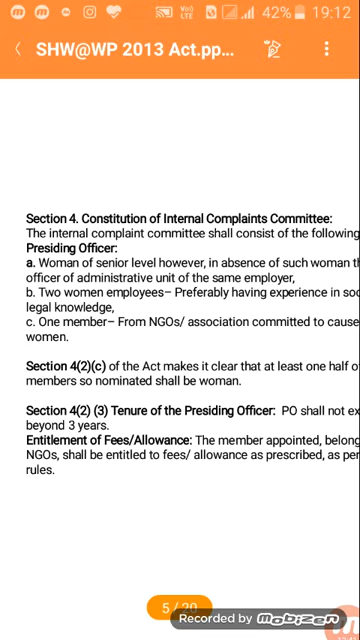 42% 19:12
SHW@WP 2013 Act.pp...
Section 4. Constitution of Internal Complaints Committee:
The internal complaint committee shall consist of the following
Presiding Officer:
a. Woman of senior level however, in absence of such woman
officer of administrative unit of the same employer,
b. Two women employees– Preferably having experience in
legal knowledge,
c. One member– From NGOs/ association committed to cause
women.
Section 4(2)(c) of the Act makes it clear that at least one half
members so nominated shall be woman.
Section 4(2) (3) Tenure of the Presiding Officer: PO shall not
beyond 3 years.
Entitlement of Fees/Allowance: The member appointed,
NGOs, shall be entitled to fees/ allowance as prescribed, as
rules.
5 / 20
Recorded by Mobizen